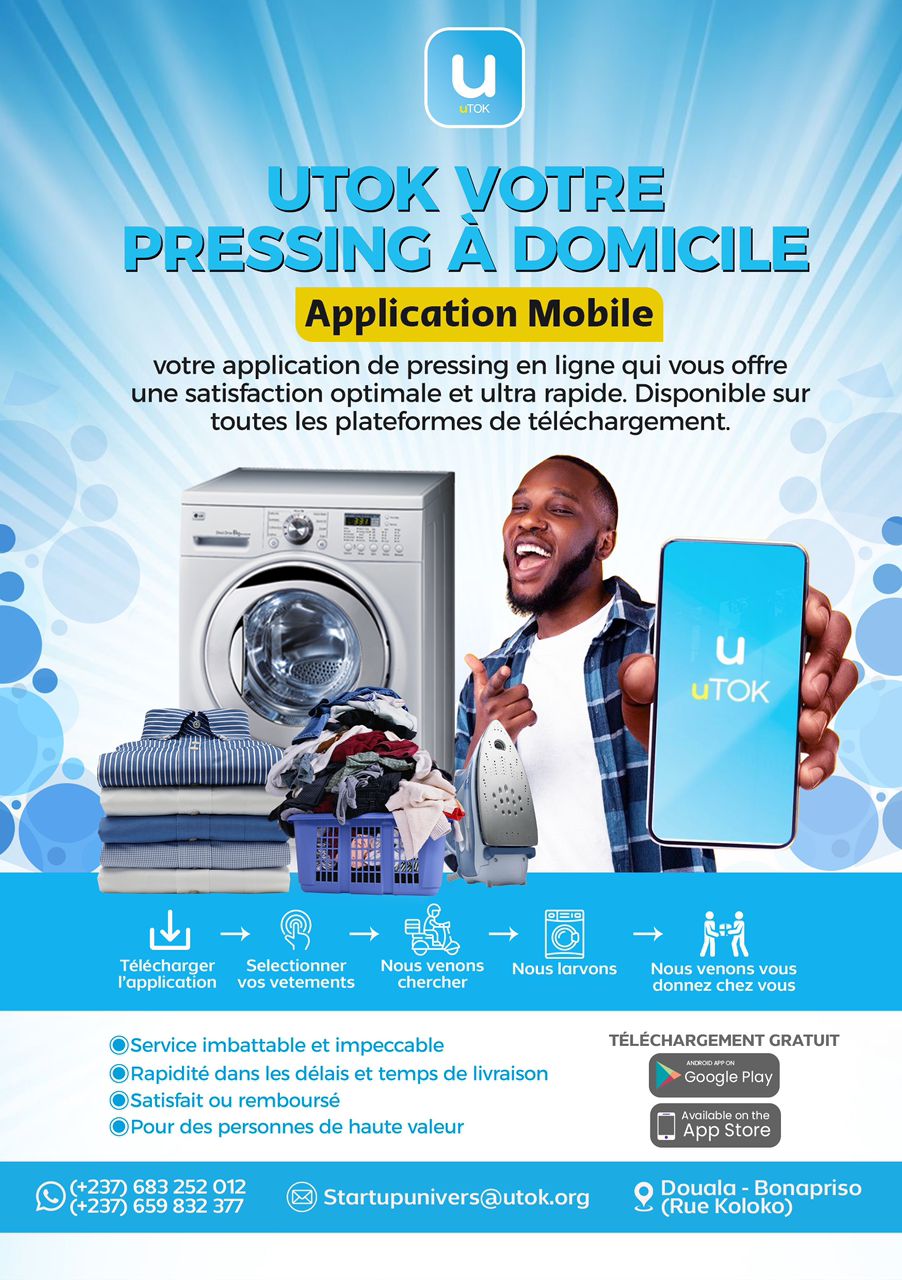 u
uTOK
UTOK VOTRE
PRESSING À DOMICILE
Application Mobile
votre application de pressing en ligne qui vous offre
une satisfaction optimale et ultra rapide. Disponible sur
toutes les plateformes de téléchargement.
LG
u
uTOK
Télécharger
l'application
Selectionner
vos vetements
Nous venons
chercher
Nous larvons
Nous venons vous
donnez chez vous
Service imbattable et impeccable
Rapidité dans les délais et temps de livraison
Satisfait ou remboursé
Pour des personnes de haute valeur
TÉLÉCHARGEMENT GRATUIT
ANDROID APP ON
Google Play
Available on the
App Store
(+237) 683 252 012
(+237) 659 832 377
Startupunivers@utok.org
Douala - Bonapriso
(Rue Koloko)